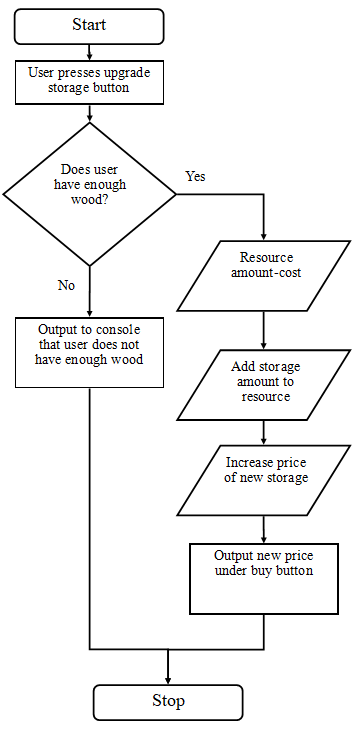 Start
User presses upgrade
storage button
Does user
have enough
wood?
Yes
No
Resource
amount-cost
Output to console
that user does not
have enough wood
Add storage
amount to
resource
Increase price
of new storage
Output new price
under buy button
Stop